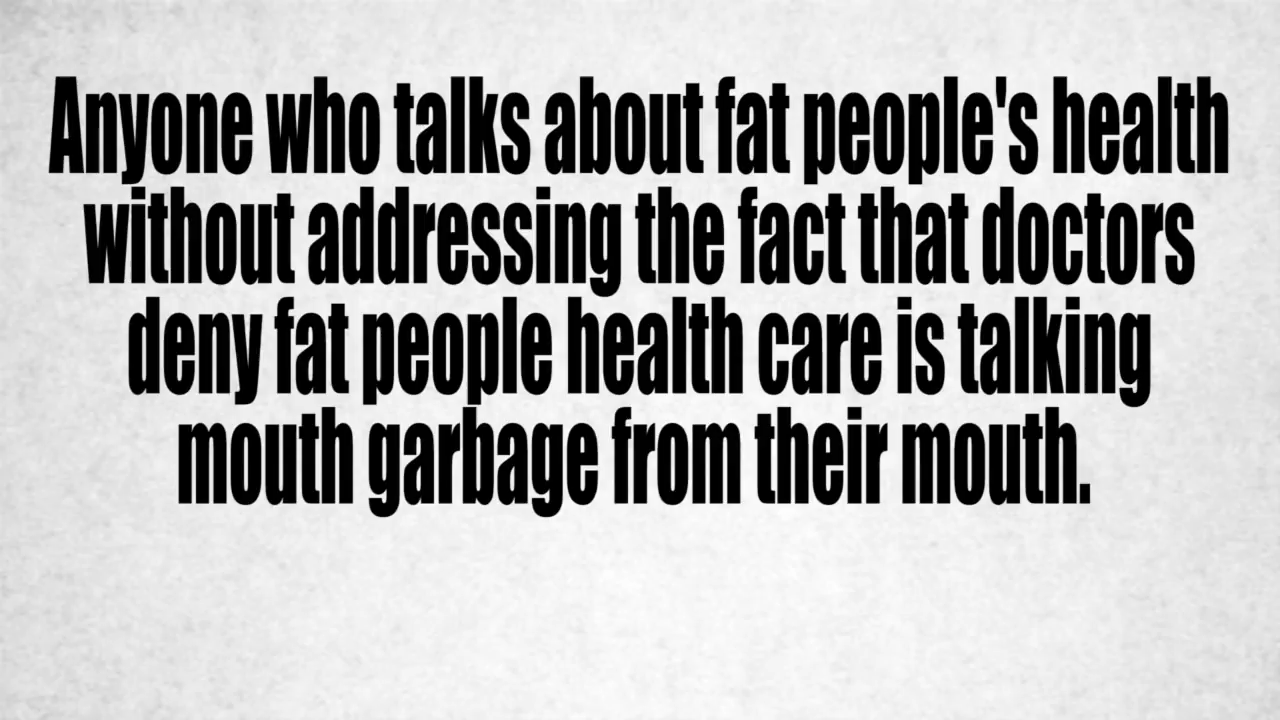 Anyone who talks about fat people's health
without addressing the fact that doctors
deny fat people health care is talking
mouth garbage from their mouth.